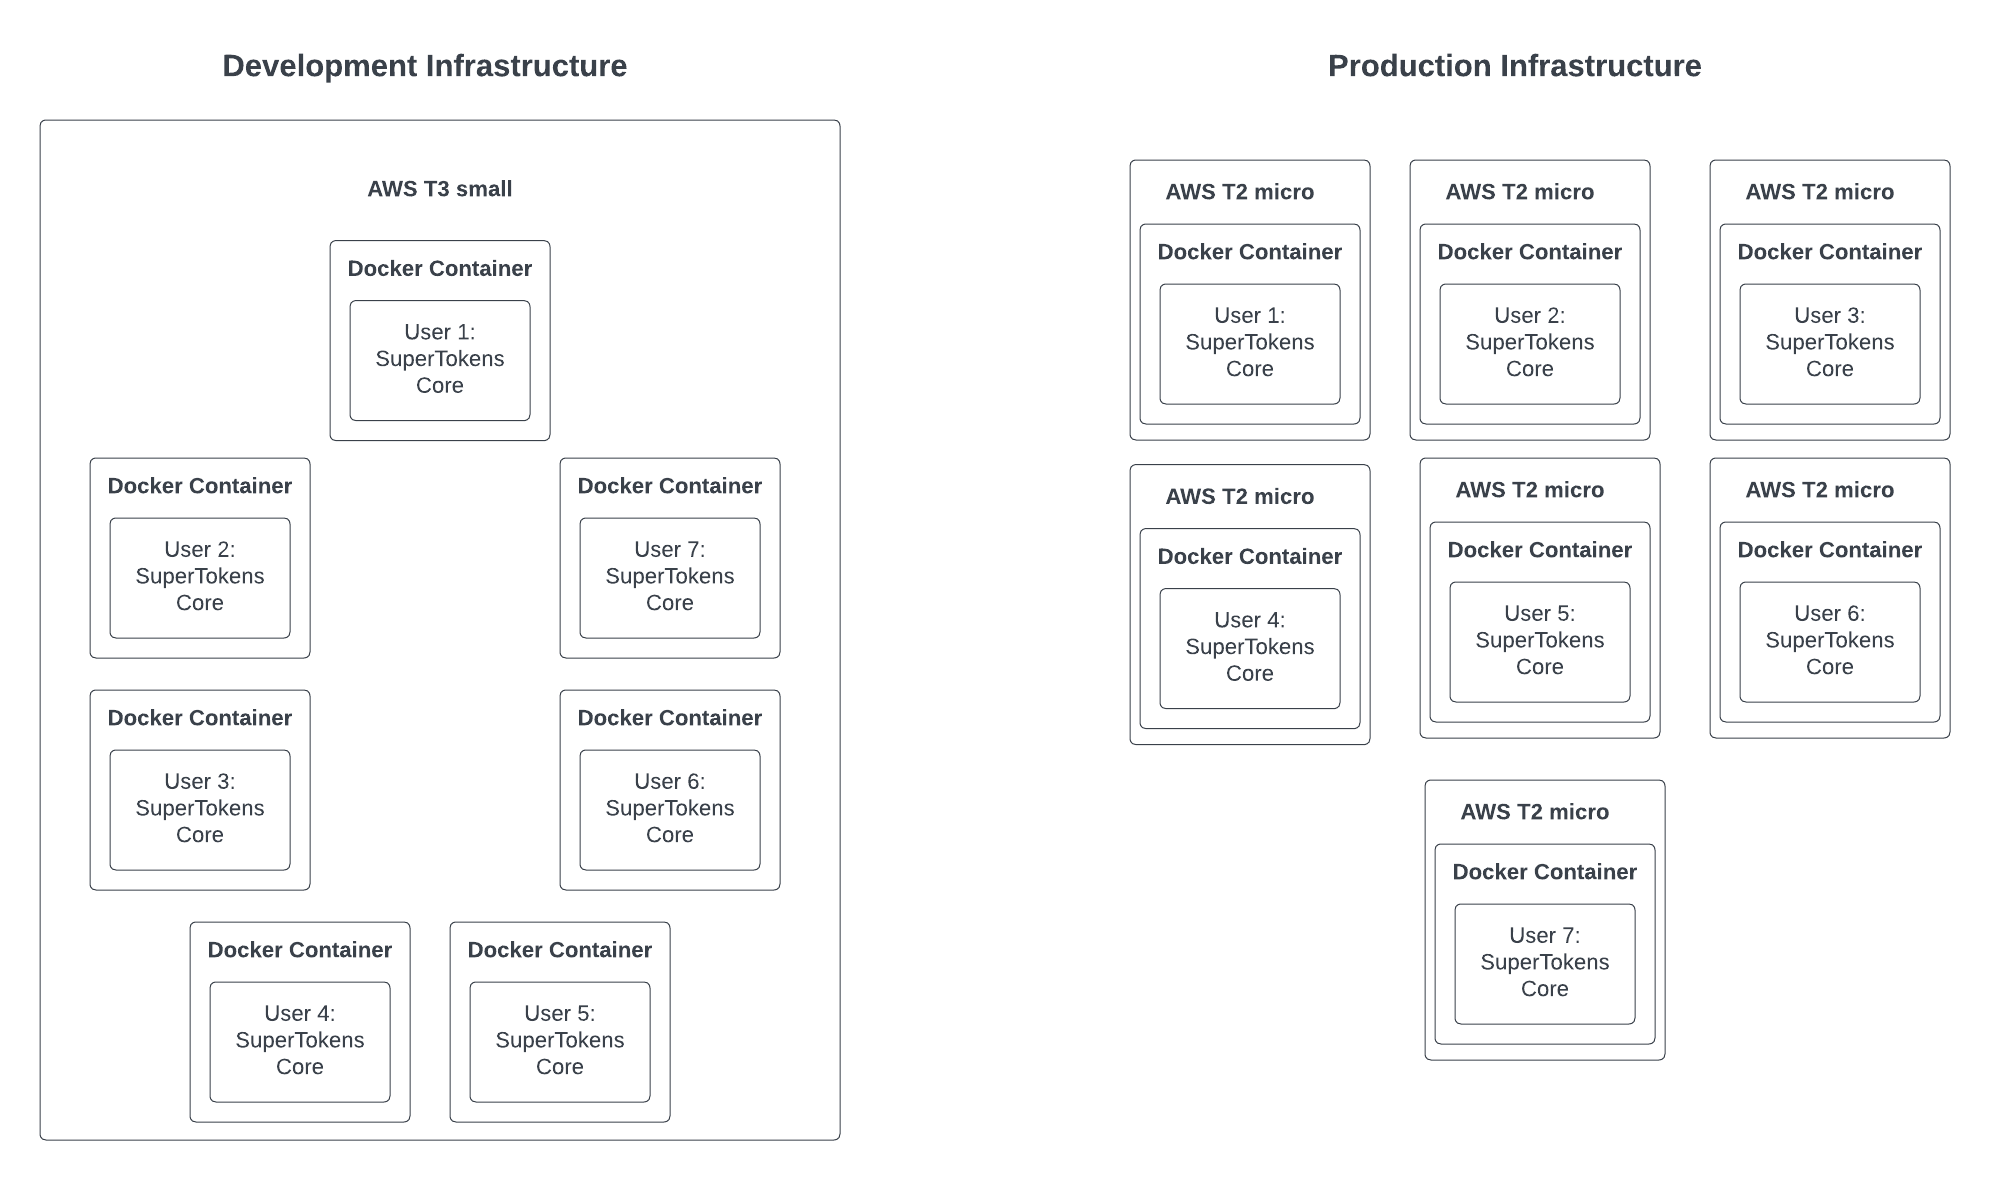 Development Infrastructure
AWS T3 small
Docker Container
User 1:
SuperTokens
Core
Docker Container
User 2:
SuperTokens
Core
Docker Container
User 7:
SuperTokens
Core
Docker Container
User 3:
SuperTokens
Core
Docker Container
User 6:
SuperTokens
Core
Docker Container
User 4:
SuperTokens
Core
Docker Container
User 5:
SuperTokens
Core
Production Infrastructure
AWS T2 micro
Docker Container
User 1:
SuperTokens
Core
AWS T2 micro
Docker Container
User 2:
SuperTokens
Core
AWS T2 micro
Docker Container
User 3:
SuperTokens
Core
AWS T2 micro
Docker Container
User 4:
SuperTokens
Core
AWS T2 micro
Docker Container
User 5:
SuperTokens
Core
AWS T2 micro
Docker Container
User 6:
SuperTokens
Core
AWS T2 micro
Docker Container
User 7:
SuperTokens
Core